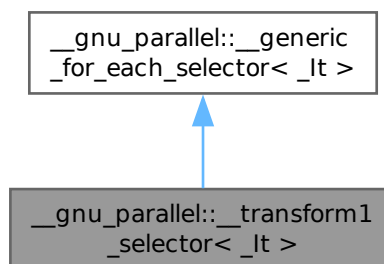 __gnu_parallel::__generic
_for_each_selector< _It >
__gnu_parallel::__transform1
_selector< _It >